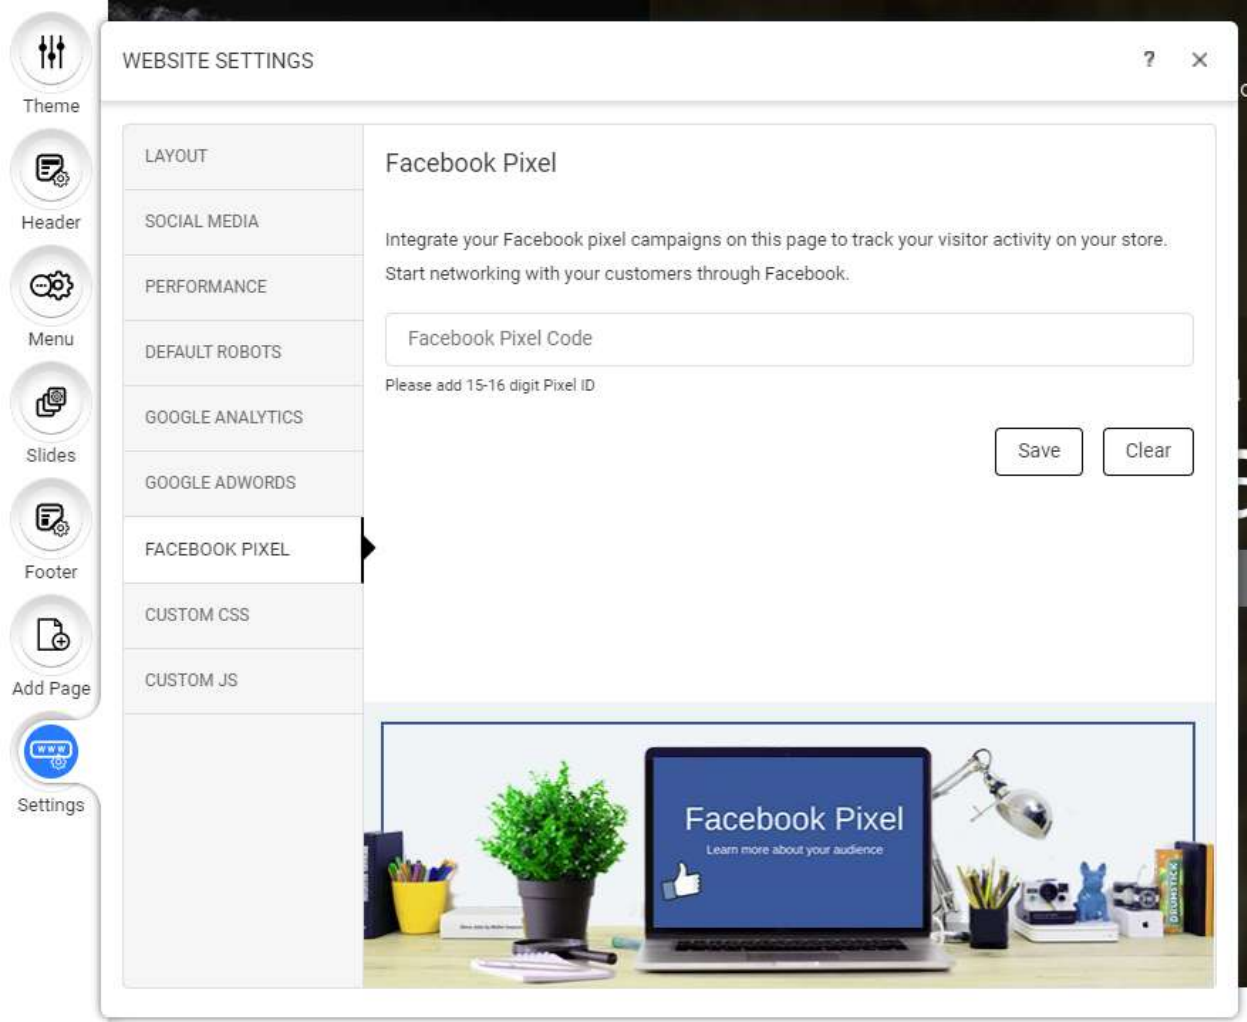 WEBSITE SETTINGS
?
Theme
Header
Menu
Slides
Footer
Add Page
www
Settings
LAYOUT
SOCIAL MEDIA
PERFORMANCE
DEFAULT ROBOTS
GOOGLE ANALYTICS
GOOGLE ADWORDS
FACEBOOK PIXEL
CUSTOM CSS
CUSTOM JS
Facebook Pixel
Integrate your Facebook pixel campaigns on this page to track your visitor activity on your store.
Start networking with your customers through Facebook.
Facebook Pixel Code
Please add 15-16 digit Pixel ID
Save
Clear
Facebook Pixel
Learn more about your audience
DRUMSTICK